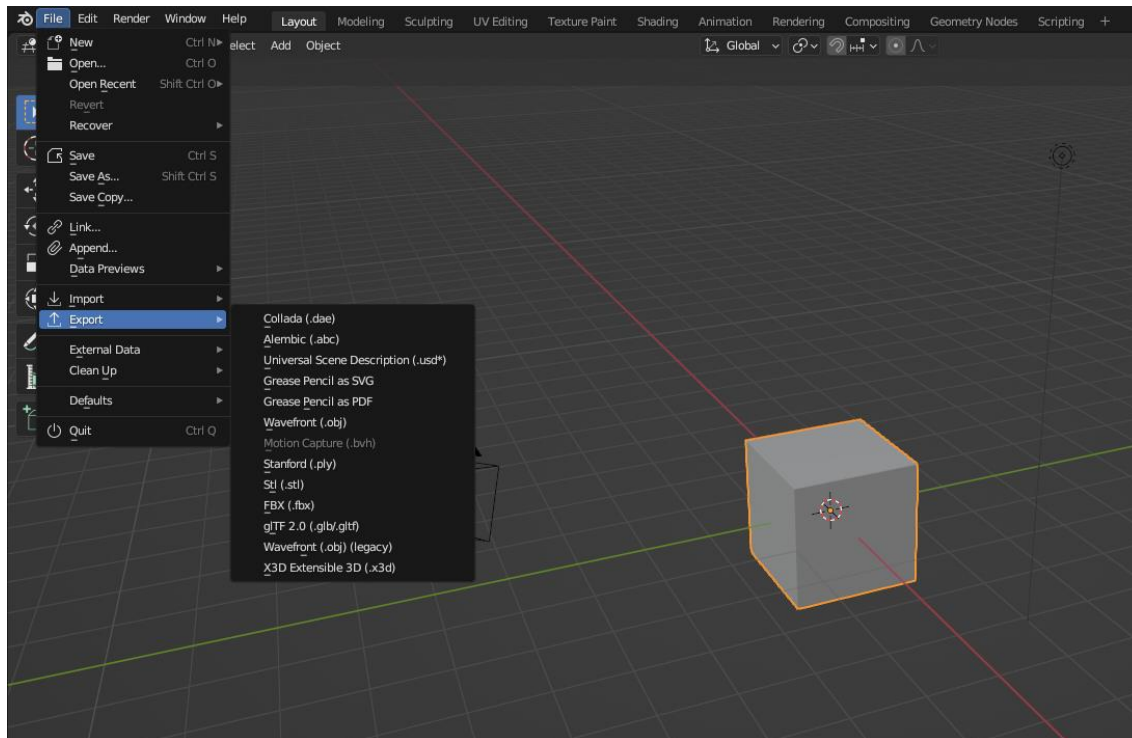 File Edit Render Window Help Layout Modeling Sculpting UV Editing Texture Paint Shading Animation Rendering Compositing Geometry Nodes Scripting +
elect Add Object Global
New Ctrl N
Open... Ctrl O
Open Recent Shift Ctrl O
Revert
Recover
Save Ctrl S
Save As... Shift Ctrl S
Save Copy...
Link...
Append...
Data Previews
Import
Export
External Data
Clean Up
Defaults
Quit Ctrl Q
Collada (.dae)
Alembic (.abc)
Universal Scene Description (.usd*)
Grease Pencil as SVG
Grease Pencil as PDF
Wavefront (.obj)
Motion Capture (.bvh)
Stanford (.ply)
Stl (.stl)
FBX (.fbx)
glTF 2.0 (.glb/.gltf)
Wavefront (.obj) (legacy)
X3D Extensible 3D (.x3d)